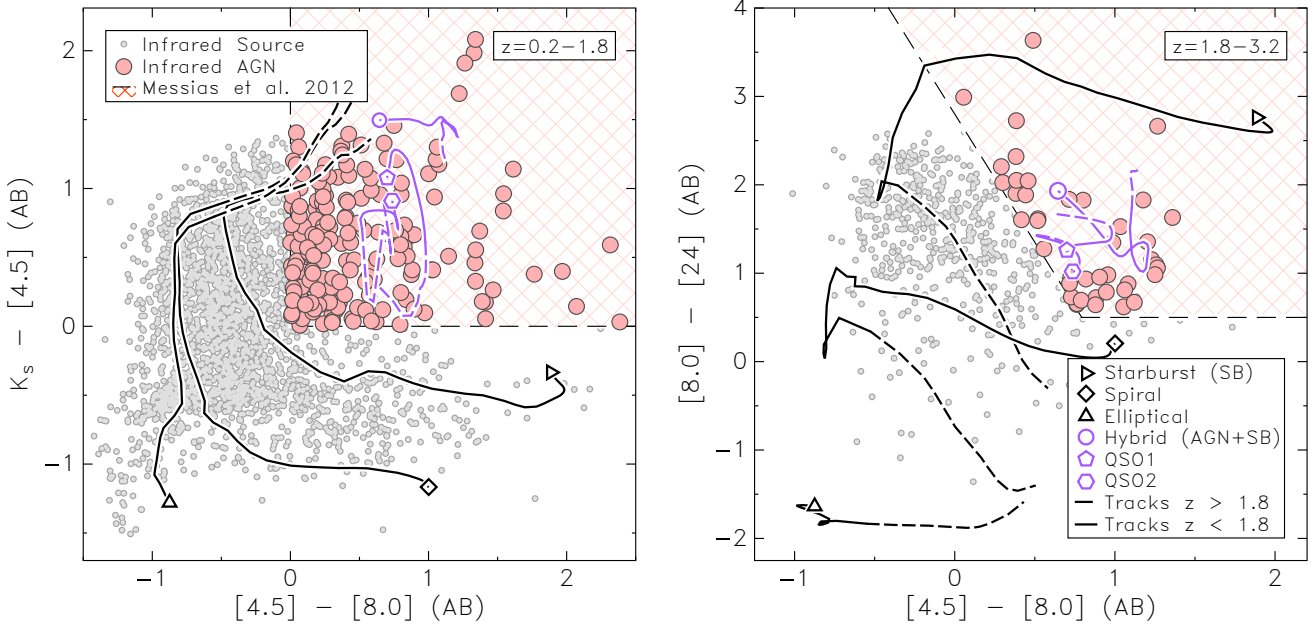 Infrared Source
Infrared AGN
Messias et al. 2012
z=0.2−1.8
2
1
0
−1
Ks − [4.5] (AB)
−1
0
1
2
[4.5] − [8.0] (AB)
z=1.8−3.2
4
3
2
1
0
−1
−2
[8.0] − [24] (AB)
Starburst (SB)
Spiral
Elliptical
Hybrid (AGN+SB)
QSO1
QSO2
Tracks z > 1.8
Tracks z < 1.8
−1
0
1
2
[4.5] − [8.0] (AB)